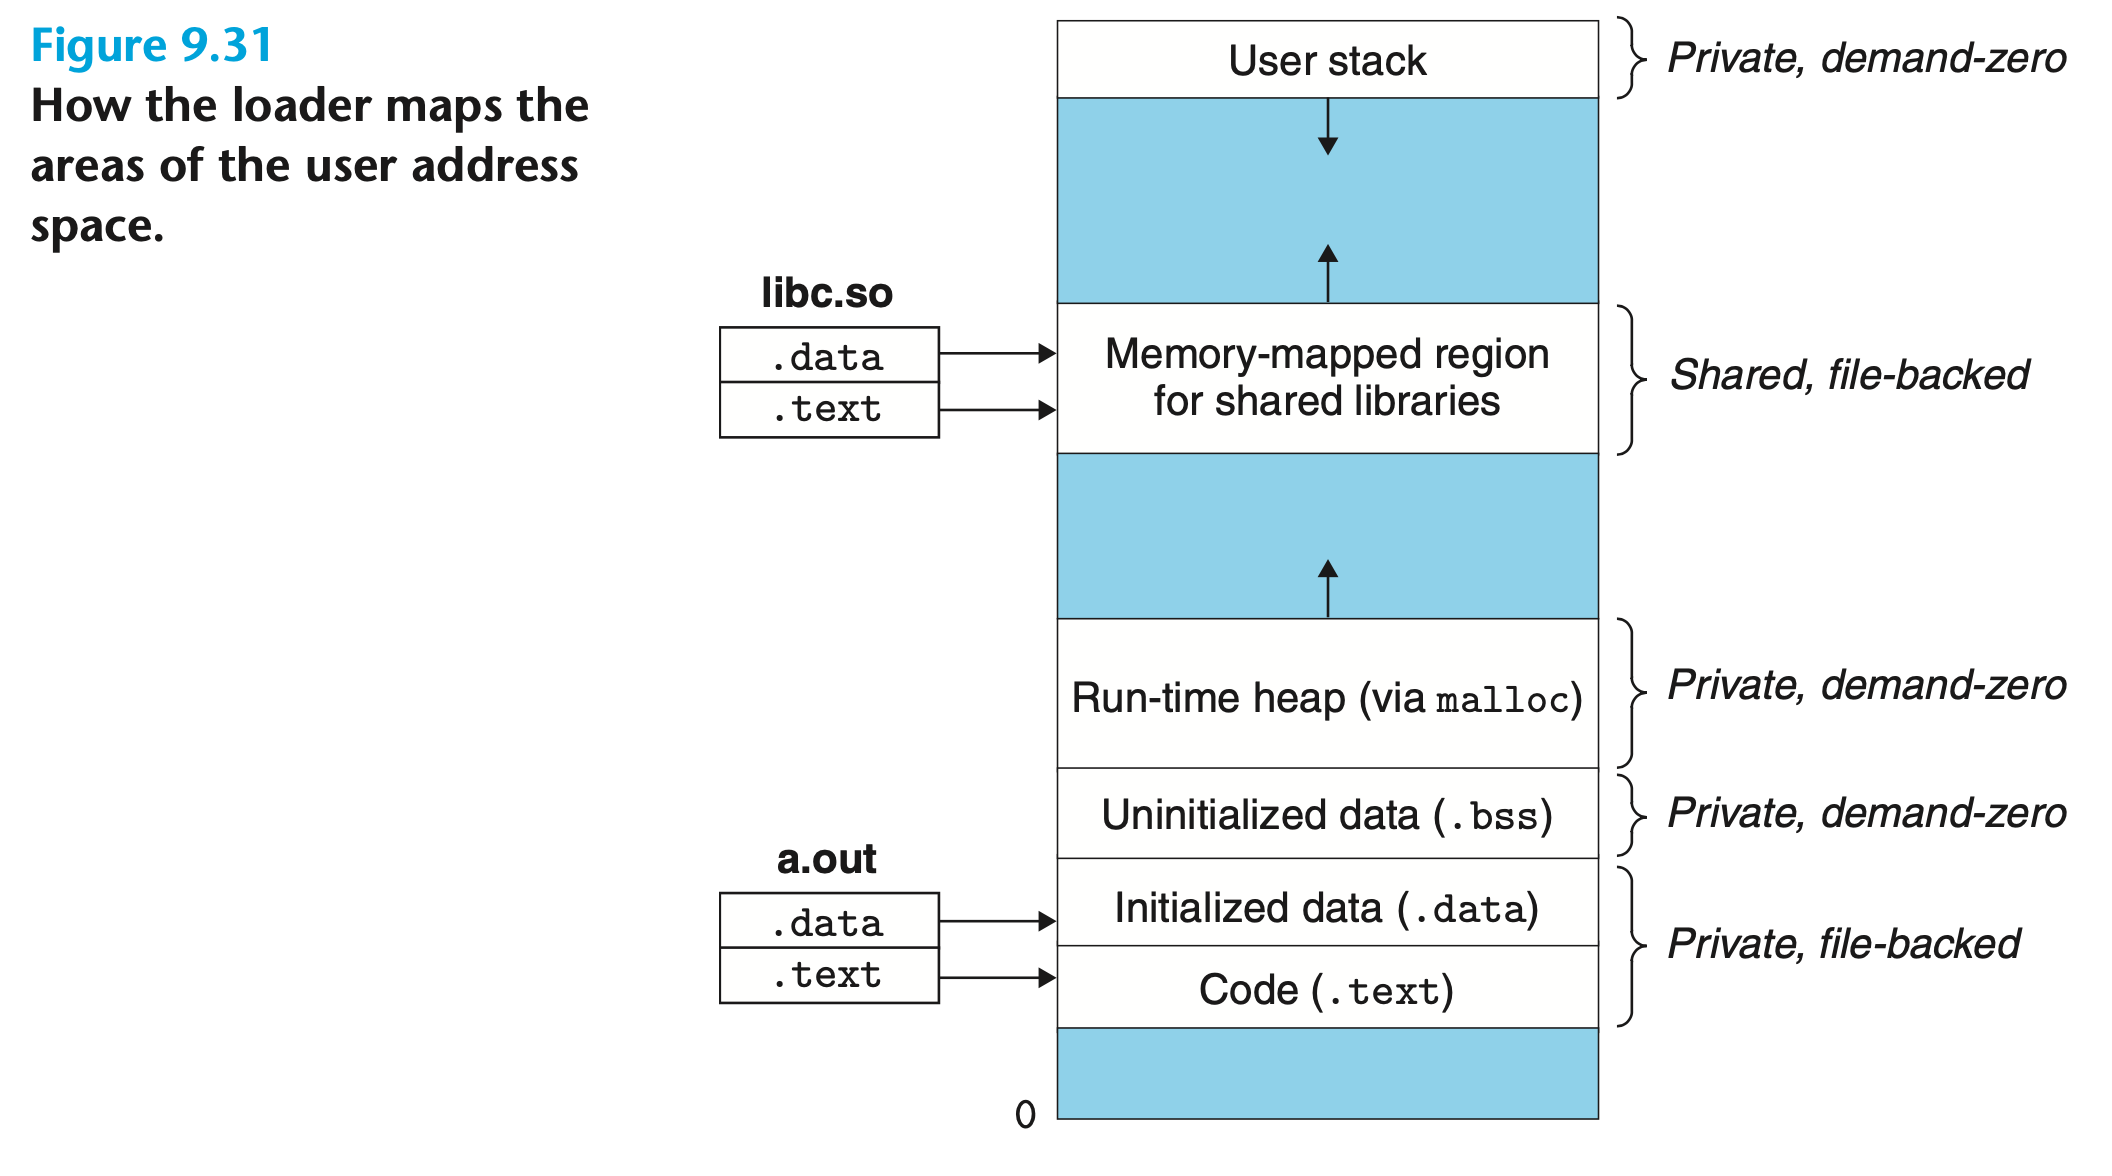 Figure 9.31
How the loader maps the
areas of the user address
space.
User stack
Private, demand-zero
libc.so
.data
.text
Memory-mapped region
for shared libraries
Shared, file-backed
Run-time heap (via malloc)
Private, demand-zero
Uninitialized data (.bss)
Private, demand-zero
a.out
.data
.text
Initialized data (.data)
Code (.text)
Private, file-backed
0